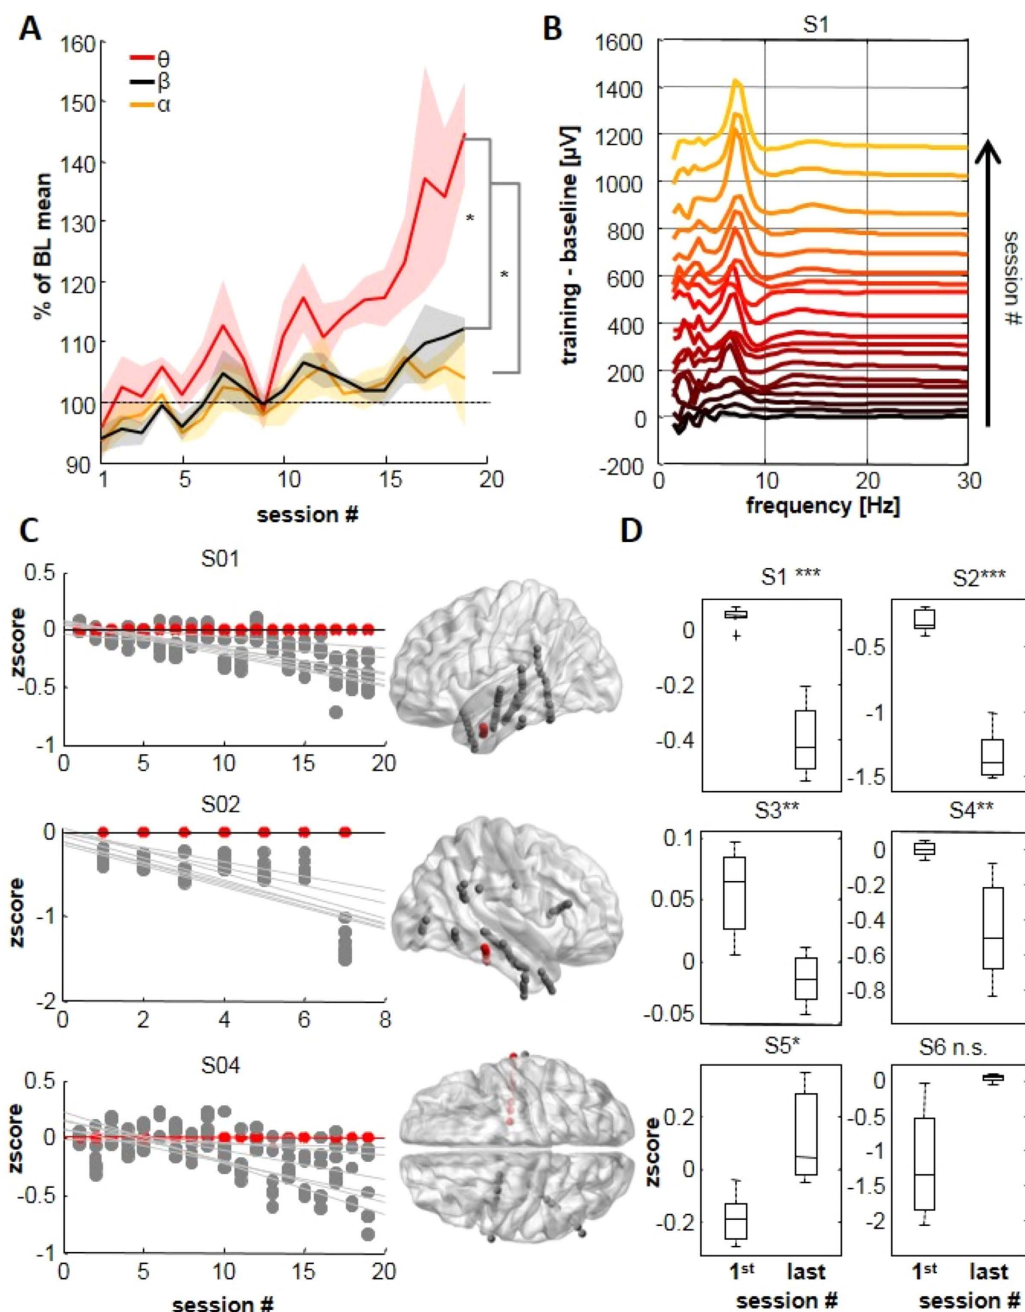 A
160
150
140
130
120
110
100
90
% of BL mean
θ
β
α
*
*
1
5
10
15
20
session #
B
S1
1600
1400
1200
1000
800
600
400
200
0
-200
training - baseline [µV]
0
10
20
30
frequency [Hz]
session #
C
S01
0.5
0
-0.5
-1
zscore
0
5
10
15
20
S02
0
-1
-2
zscore
0
2
4
6
8
S04
0.5
0
-0.5
-1
zscore
0
5
10
15
20
session #
D
S1 ***
0
-0.2
-0.4
S2***
-0.5
-1
-1.5
S3**
0.1
0.05
0
-0.05
S4**
0
-0.2
-0.4
-0.6
-0.8
S5*
0.2
0
-0.2
zscore
S6 n.s.
0
-0.5
-1
-1.5
-2
1st last
1st last
session #